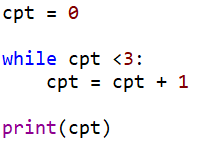 cpt = 0
while cpt <3:
    cpt = cpt + 1
print(cpt)